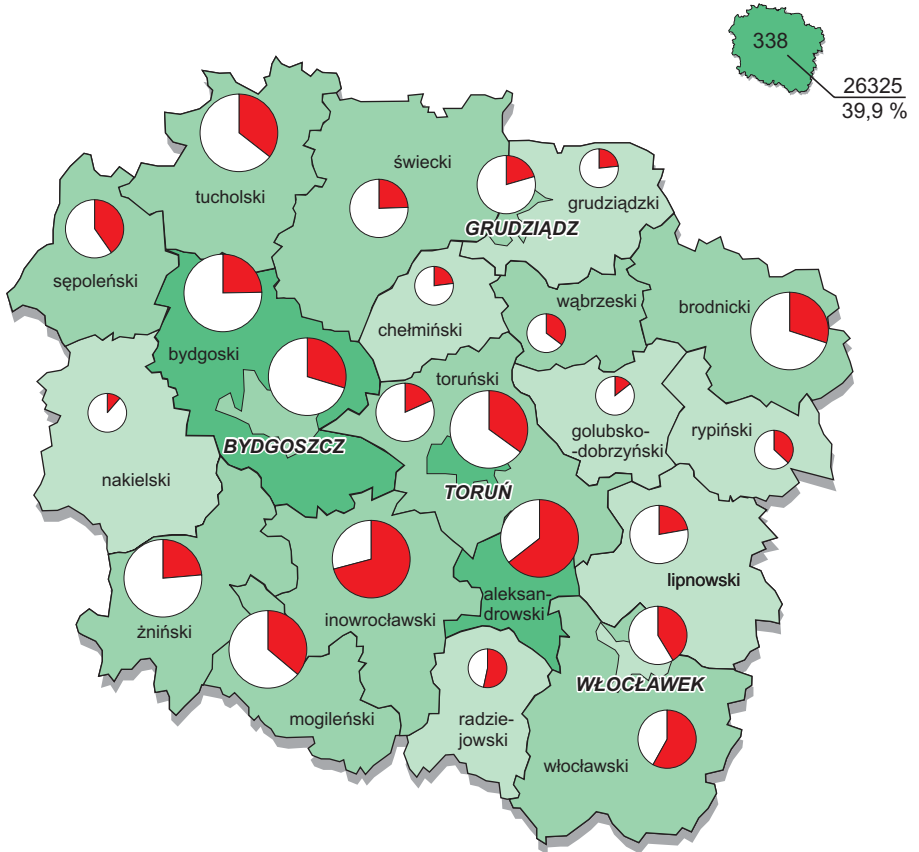 338
26325
39,9 %
świecki
tucholski
grudziądzki
GRUDZIĄDZ
sępoleński
wąbrzeski
brodnicki
chełmiński
bydgoski
toruński
golubsko-
-dobrzyński
rypiński
BYDGOSZCZ
nakielski
TORUŃ
lipnowski
aleksan-
drowski
inowrocławski
żniński
WŁOCŁAWEK
mogileński
radzie-
jowski
włocławski